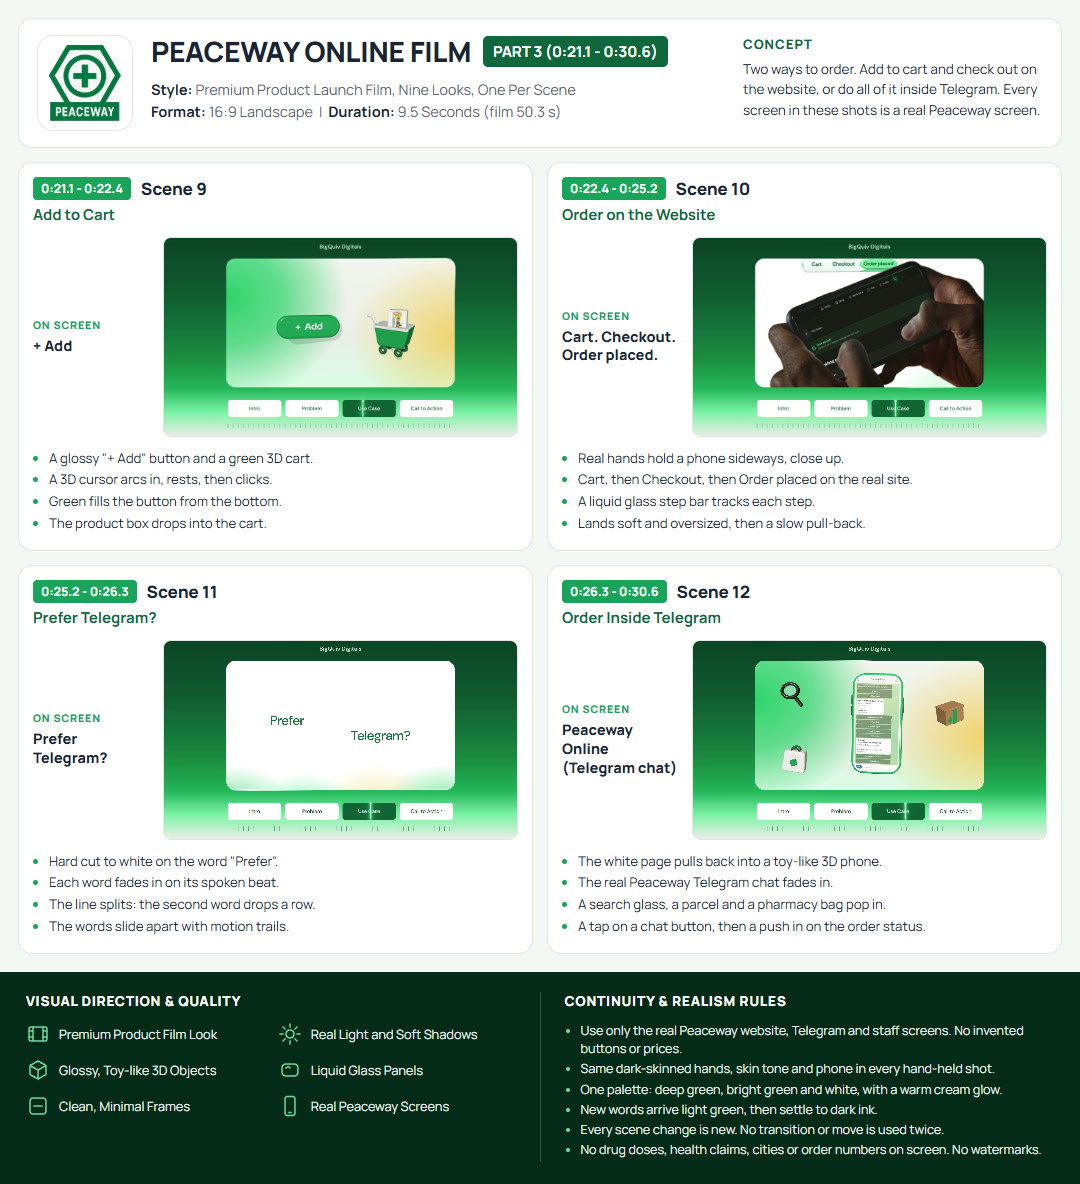 PEACEWAY
PEACEWAY ONLINE FILM
PART 3 (0:21.1 - 0:30.6)
Style: Premium Product Launch Film, Nine Looks, One Per Scene
Format: 16:9 Landscape | Duration: 9.5 Seconds (film 50.3 s)
CONCEPT
Two ways to order. Add to cart and check out on
the website, or do all of it inside Telegram. Every
screen in these shots is a real Peaceway screen.
0:21.1 - 0:22.4 Scene 9
Add to Cart
ON SCREEN
+ Add
BigQuiv Digitals
+ Add
Intro Problem Use Case Call to Action
A glossy "+ Add" button and a green 3D cart.
A 3D cursor arcs in, rests, then clicks.
Green fills the button from the bottom.
The product box drops into the cart.
0:22.4 - 0:25.2 Scene 10
Order on the Website
ON SCREEN
Cart. Checkout.
Order placed.
BigQuiv Digitals
Cart Checkout Order placed
Intro Problem Use Case Call to Action
Real hands hold a phone sideways, close up.
Cart, then Checkout, then Order placed on the real site.
A liquid glass step bar tracks each step.
Lands soft and oversized, then a slow pull-back.
0:25.2 - 0:26.3 Scene 11
Prefer Telegram?
ON SCREEN
Prefer
Telegram?
BigQuiv Digitals
Prefer
Telegram?
Intro Problem Use Case Call to Action
Hard cut to white on the word "Prefer".
Each word fades in on its spoken beat.
The line splits: the second word drops a row.
The words slide apart with motion trails.
0:26.3 - 0:30.6 Scene 12
Order Inside Telegram
ON SCREEN
Peaceway
Online
(Telegram chat)
BigQuiv Digitals
Intro Problem Use Case Call to Action
The white page pulls back into a toy-like 3D phone.
The real Peaceway Telegram chat fades in.
A search glass, a parcel and a pharmacy bag pop in.
A tap on a chat button, then a push in on the order status.
VISUAL DIRECTION & QUALITY
Premium Product Film Look
Real Light and Soft Shadows
Glossy, Toy-like 3D Objects
Liquid Glass Panels
Clean, Minimal Frames
Real Peaceway Screens
CONTINUITY & REALISM RULES
Use only the real Peaceway website, Telegram and staff screens. No invented
buttons or prices.
Same dark-skinned hands, skin tone and phone in every hand-held shot.
One palette: deep green, bright green and white, with a warm cream glow.
New words arrive light green, then settle to dark ink.
Every scene change is new. No transition or move is used twice.
No drug doses, health claims, cities or order numbers on screen. No watermarks.